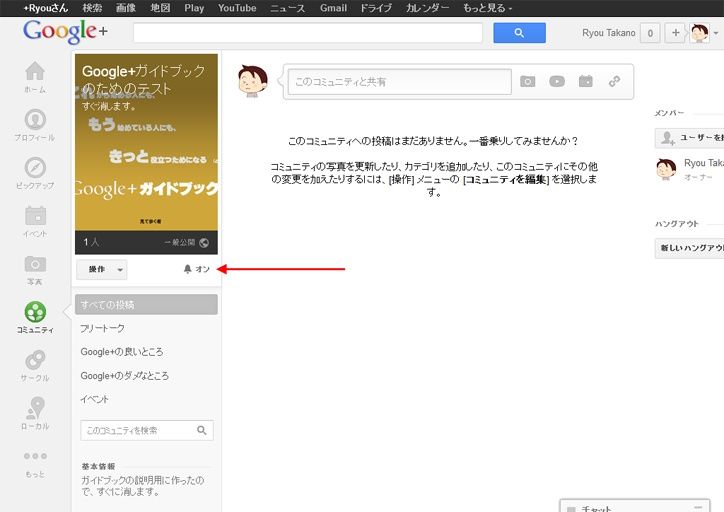 +Ryouさん 検索 画像 地図 Play YouTube ニュース Gmail ドライブ カレンダー もっと見る
Google+
Ryou Takano 0 +
ホーム
プロフィール
ピックアップ
イベント
写真
コミュニティ
サークル
ローカル
もっと
Google+ガイドブック
のためのテスト
すぐ消します。
もう 始めている人にも、
きっと 役立つためになる
Google+ガイドブック
見て歩く者
1人 一般公開
操作 オン
すべての投稿
フリートーク
Google+の良いところ
Google+のダメなところ
イベント
このコミュニティを検索
基本情報
ガイドブックの説明用に作ったの
で、すぐに消します。
このコミュニティと共有
このコミュニティへの投稿はまだありません。一番乗りしてみませんか？
コミュニティの写真を更新したり、カテゴリを追加したり、このコミュニティにその他
の変更を加えたりするには、[操作] メニューの [コミュニティを編集] を選択しま
す。
メンバー
ユーザーを
Ryou Taka
オーナー
ハングアウト
新しいハングアウト
チャット